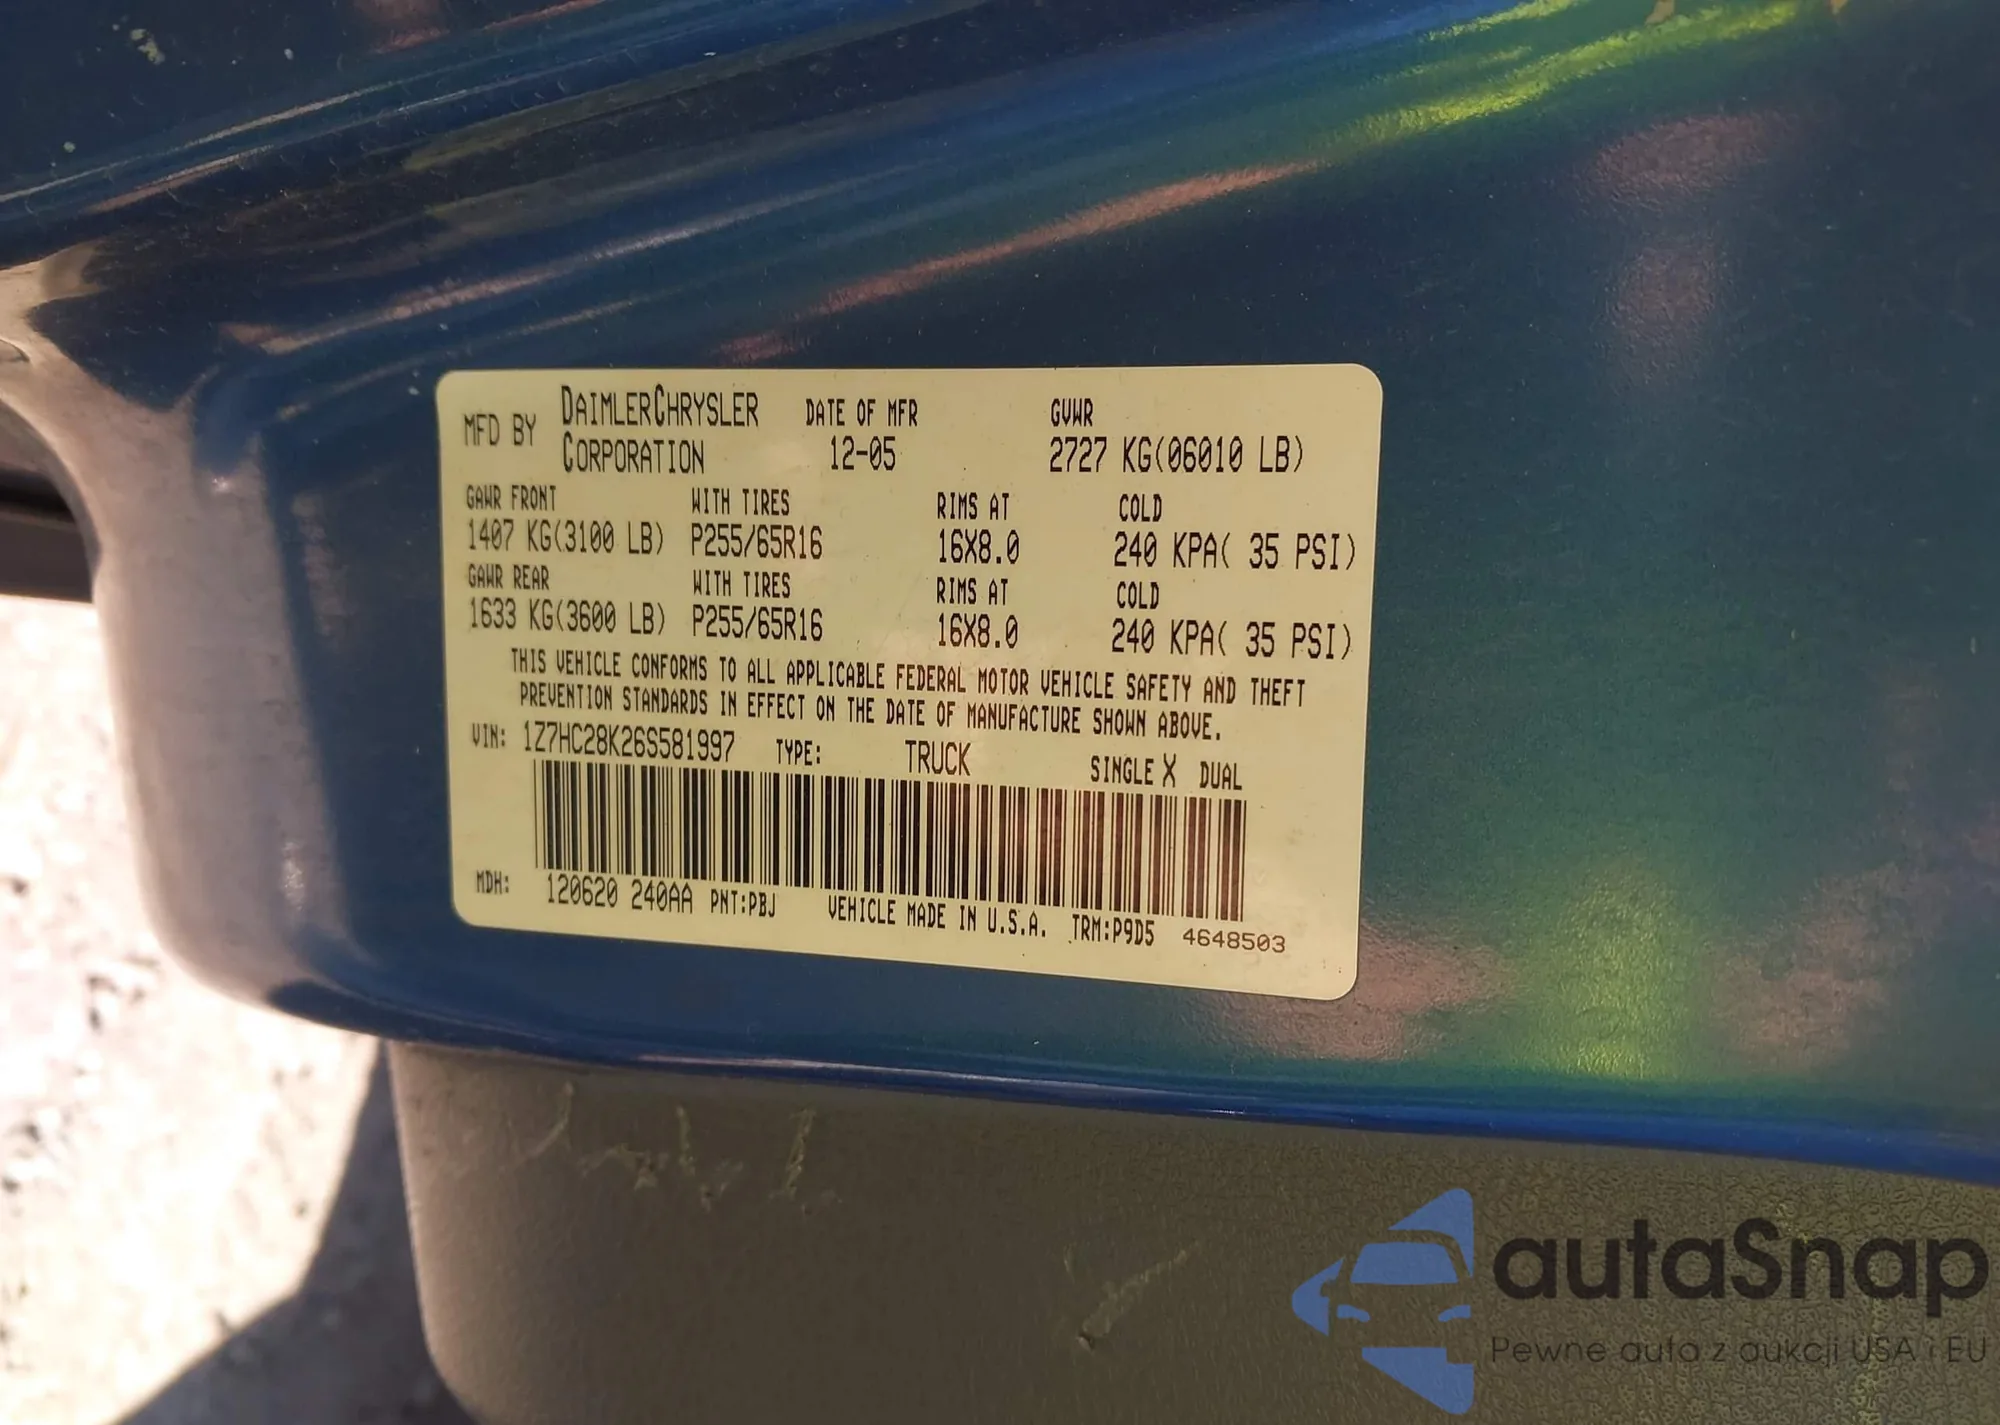 MFD BY DAIMLERCHRYSLER CORPORATION DATE OF MFR 12-05 GVWR 2727 KG(06010 LB)
GAWR FRONT WITH TIRES RIMS AT COLD
1407 KG(3100 LB) P255/65R16 16X8.0 240 KPA( 35 PSI)
GAWR REAR WITH TIRES RIMS AT COLD
1633 KG(3600 LB) P255/65R16 16X8.0 240 KPA( 35 PSI)
THIS VEHICLE CONFORMS TO ALL APPLICABLE FEDERAL MOTOR VEHICLE SAFETY AND THEFT
PREVENTION STANDARDS IN EFFECT ON THE DATE OF MANUFACTURE SHOWN ABOVE.
VIN: 1Z7HC28K26S581997 TYPE: TRUCK SINGLE X DUAL
MDH: 120620 240AA PNT:PBJ VEHICLE MADE IN U.S.A. TRM:P9D5 4648503
autaSnap
Pewne auta z aukcji USA i EU